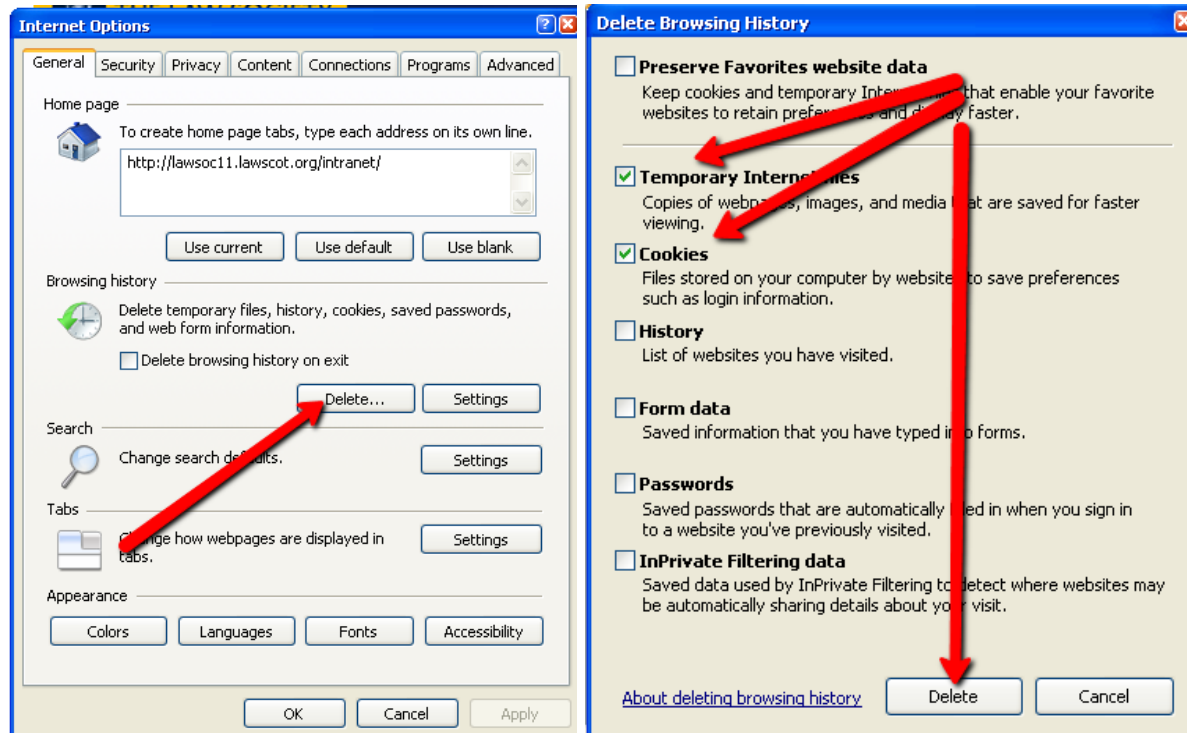 Internet Options
General Security Privacy Content Connections Programs Advanced
Home page
To create home page tabs, type each address on its own line.
http://lawsoc11.lawscot.org/intranet/
Use current Use default Use blank
Browsing history
Delete temporary files, history, cookies, saved passwords,
and web form information.
Delete browsing history on exit
Delete... Settings
Search
Change search defaults.
Settings
Tabs
how webpages are displayed in
tabs.
Settings
Appearance
Colors Languages Fonts Accessibility
OK Cancel Apply
Delete Browsing History
Preserve Favorites website data
Keep cookies and temporary that enable your favorite
websites to retain and faster.
Temporary Internet files
Copies of webpages, images, and media that are saved for faster
viewing.
Cookies
Files stored on your computer by websites to save preferences
such as login information.
History
List of websites you have visited.
Form data
Saved information that you have typed into forms.
Passwords
Saved passwords that are automatically filled in when you sign in
to a website you've previously visited.
InPrivate Filtering data
Saved data used by InPrivate Filtering to detect where websites may
be automatically sharing details about your visit.
About deleting browsing history Delete Cancel